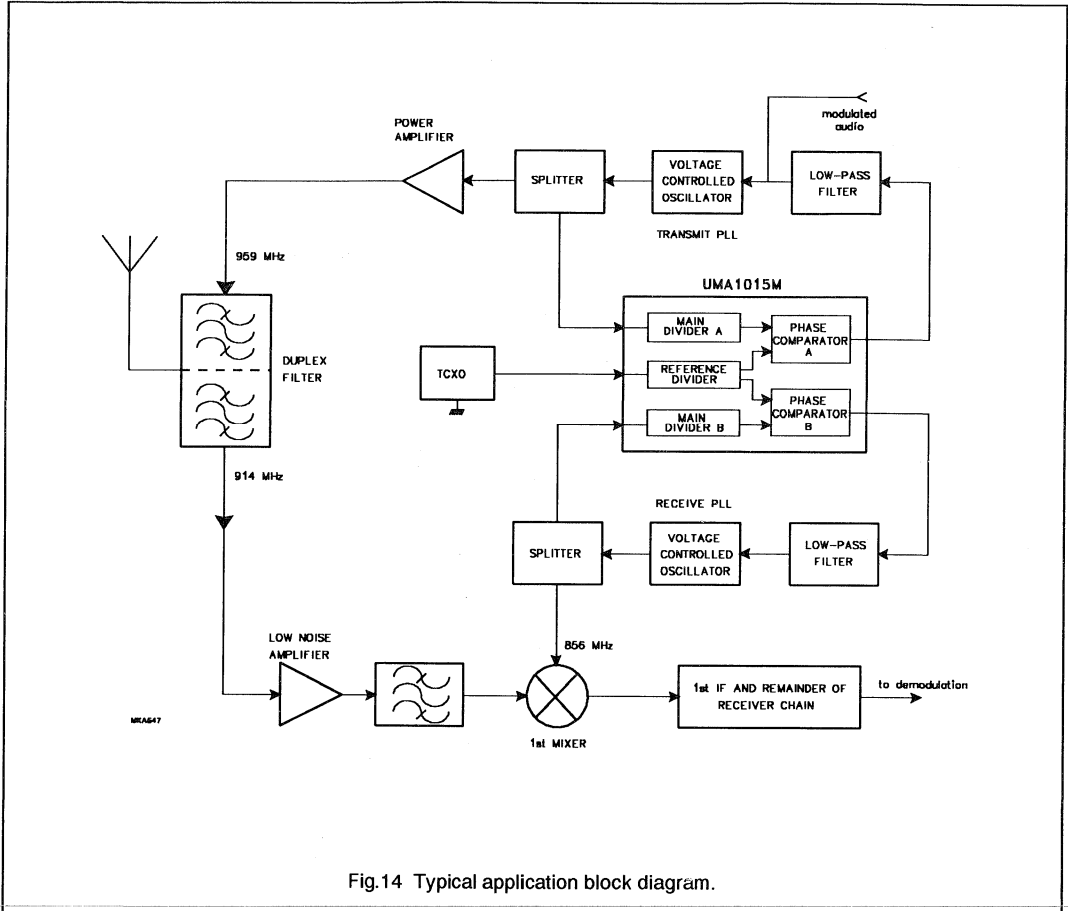 modulated
audio
POWER
AMPLIFIER
SPLITTER
VOLTAGE
CONTROLLED
OSCILLATOR
LOW-PASS
FILTER
TRANSMIT PLL
959 MHz
UMA1015M
MAIN
DIVIDER A
PHASE
COMPARATOR
A
DUPLEX
FILTER
TCXO
REFERENCE
DIVIDER
PHASE
COMPARATOR
B
MAIN
DIVIDER B
914 MHz
RECEIVE PLL
SPLITTER
VOLTAGE
CONTROLLED
OSCILLATOR
LOW-PASS
FILTER
LOW NOISE
AMPLIFIER
856 MHz
1st IF AND REMAINDER OF
RECEIVER CHAIN
to demodulation
MKA647
1st MIXER
Fig.14 Typical application block diagram.